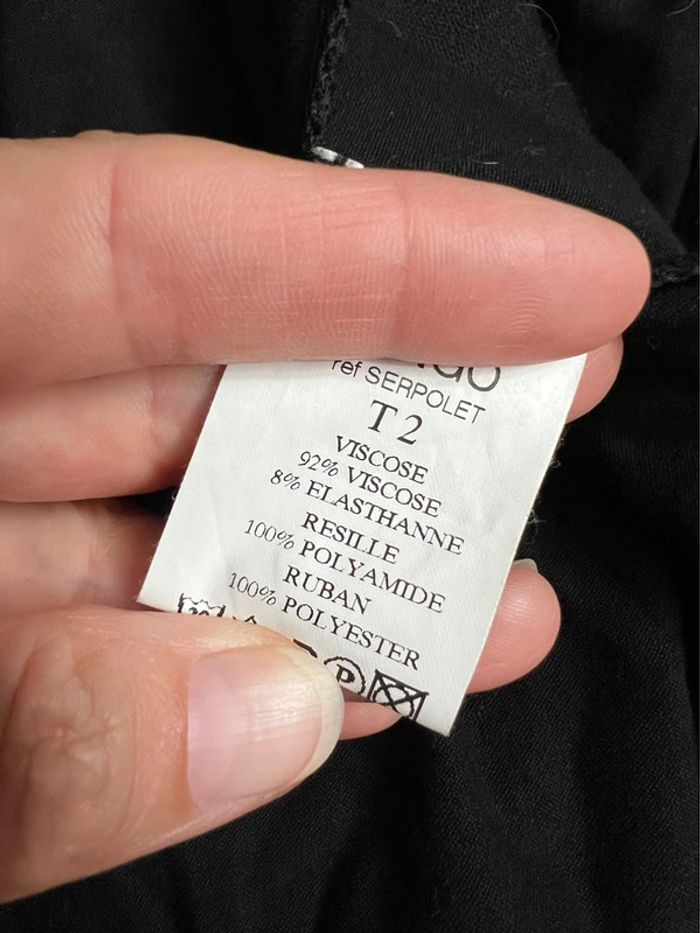 ref SERPOLET
T 2
VISCOSE
92% VISCOSE
8% ELASTHANNE
RESILLE
100% POLYAMIDE
RUBAN
100% POLYESTER
P